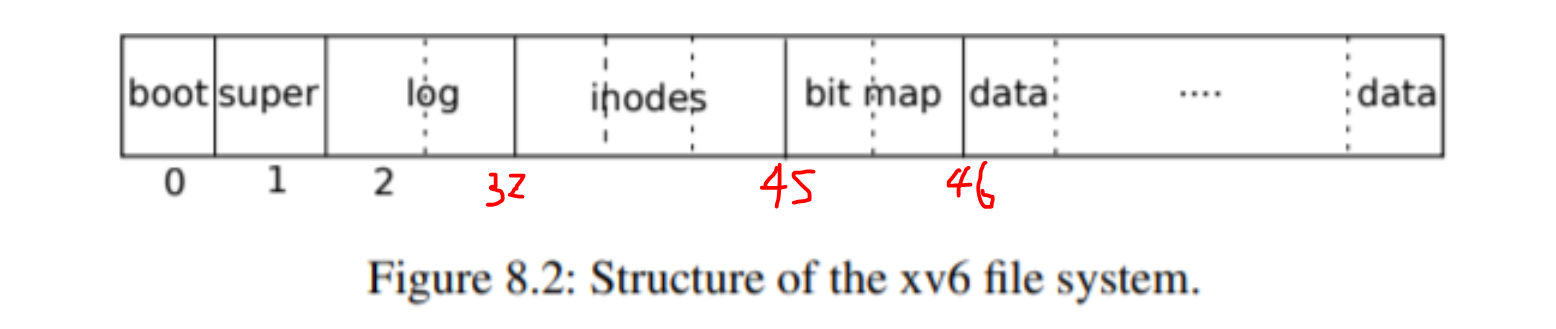 boot super log inodes bit map data .... data
0 1 2 32 45 46
Figure 8.2: Structure of the xv6 file system.